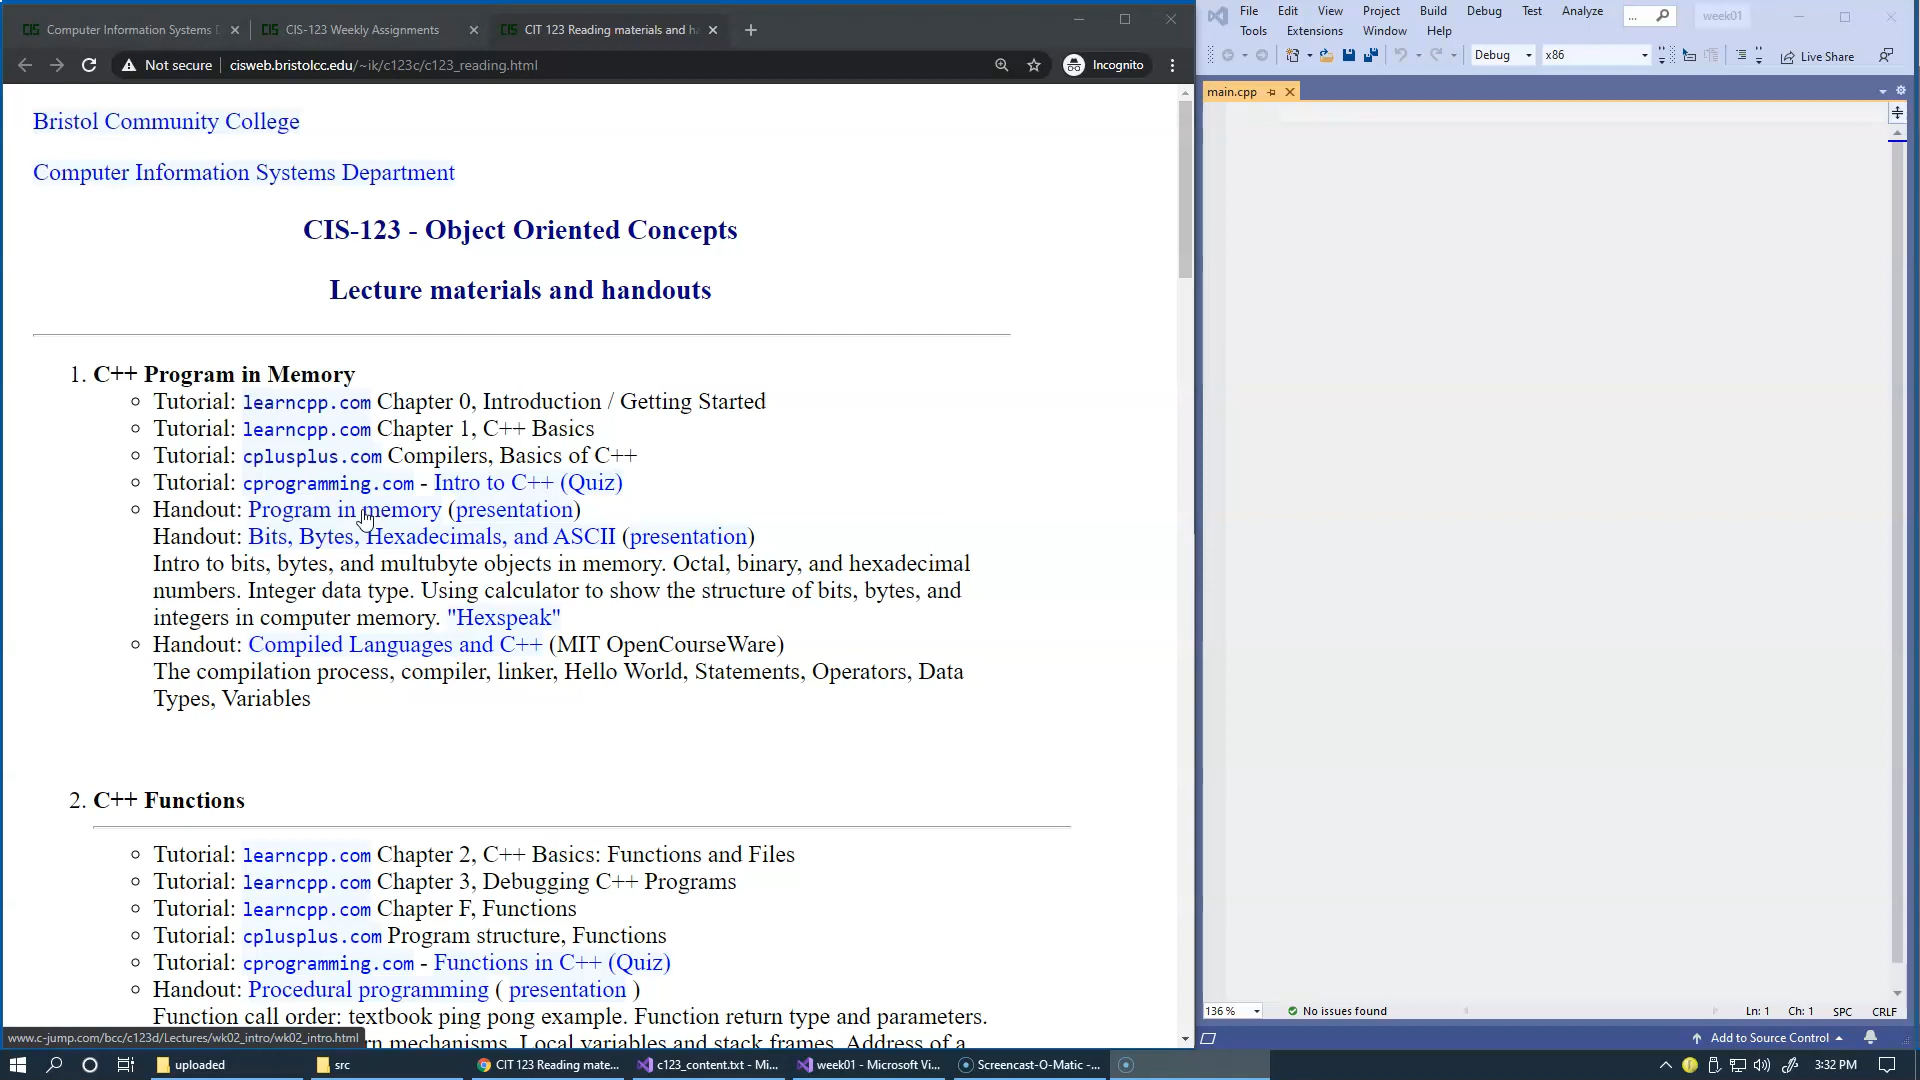 Computer Information Systems D
CIS-123 Weekly Assignments
CIT 123 Reading materials and ha
Not secure
cisweb.bristolcc.edu/~ik/c123c/c123_reading.html
Incognito
Bristol Community College
Computer Information Systems Department
CIS-123 - Object Oriented Concepts
Lecture materials and handouts
1. C++ Program in Memory
Tutorial: learncpp.com Chapter 0, Introduction / Getting Started
Tutorial: learncpp.com Chapter 1, C++ Basics
Tutorial: cplusplus.com Compilers, Basics of C++
Tutorial: cprogramming.com - Intro to C++ (Quiz)
Handout: Program in memory (presentation)
Handout: Bits, Bytes, Hexadecimals, and ASCII (presentation)
Intro to bits, bytes, and multubyte objects in memory. Octal, binary, and hexadecimal
numbers. Integer data type. Using calculator to show the structure of bits, bytes, and
integers in computer memory. "Hexspeak"
Handout: Compiled Languages and C++ (MIT OpenCourseWare)
The compilation process, compiler, linker, Hello World, Statements, Operators, Data
Types, Variables
2. C++ Functions
Tutorial: learncpp.com Chapter 2, C++ Basics: Functions and Files
Tutorial: learncpp.com Chapter 3, Debugging C++ Programs
Tutorial: learncpp.com Chapter F, Functions
Tutorial: cplusplus.com Program structure, Functions
Tutorial: cprogramming.com - Functions in C++ (Quiz)
Handout: Procedural programming ( presentation )
Function call order: textbook ping pong example. Function return type and parameters.
rn mechanisms. Local variables and stack frames. Address of a
www.c-jump.com/bcc/c123d/Lectures/wk02_intro/wk02_intro.html
File Edit View Project Build Debug Test Analyze ... week01
Tools Extensions Window Help
Debug x86 Live Share
main.cpp
136 % No issues found Ln: 1 Ch: 1 SPC CRLF
Add to Source Control
uploaded src CIT 123 Reading mate... c123_content.txt - Mi... week01 - Microsoft Vi... Screencast-O-Matic -... 3:32 PM